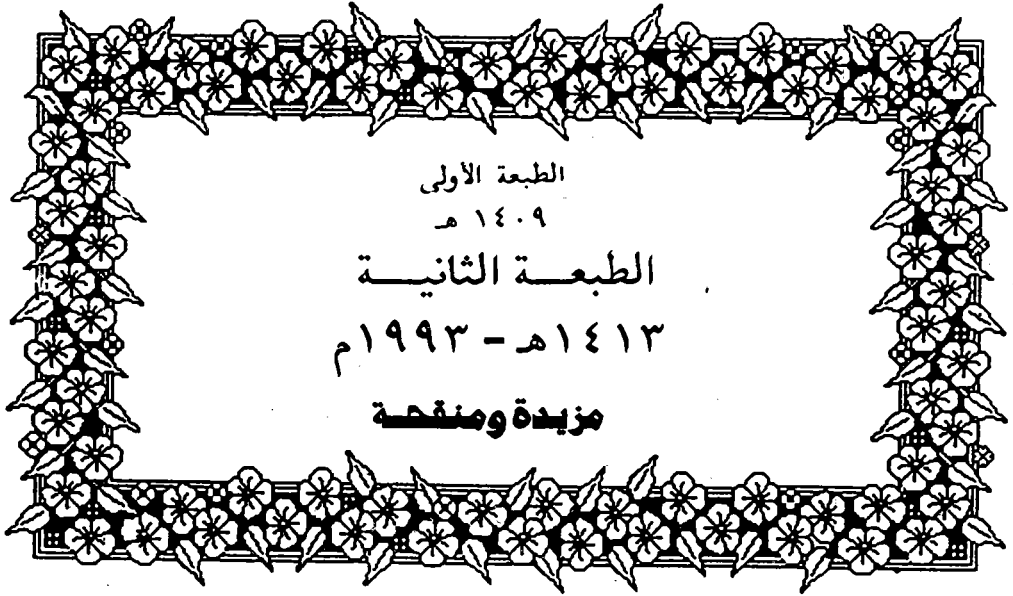 الطبعة الأولى
١٤٠٩ هـ
الطبعة الثانية
١٤١٣هـ - ١٩٩٣م
مزيدة ومنقحة